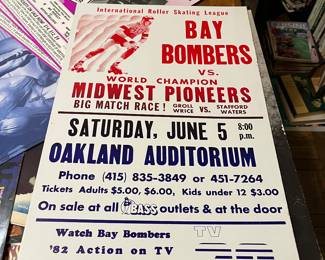 International Roller Skating League
BAY
BOMBERS
VS.
WORLD CHAMPION
MIDWEST PIONEERS
BIG MATCH RACE! GROLL WRICE VS. STAFFORD WATERS
SATURDAY, JUNE 5 8:00 p.m.
OAKLAND AUDITORIUM
Phone (415) 835-3849 or 451-7264
Tickets Adults $5.00, $6.00, Kids under 12 $3.00
On sale at all BASS outlets & at the door
Watch Bay Bombers
'82 Action on TV
TV